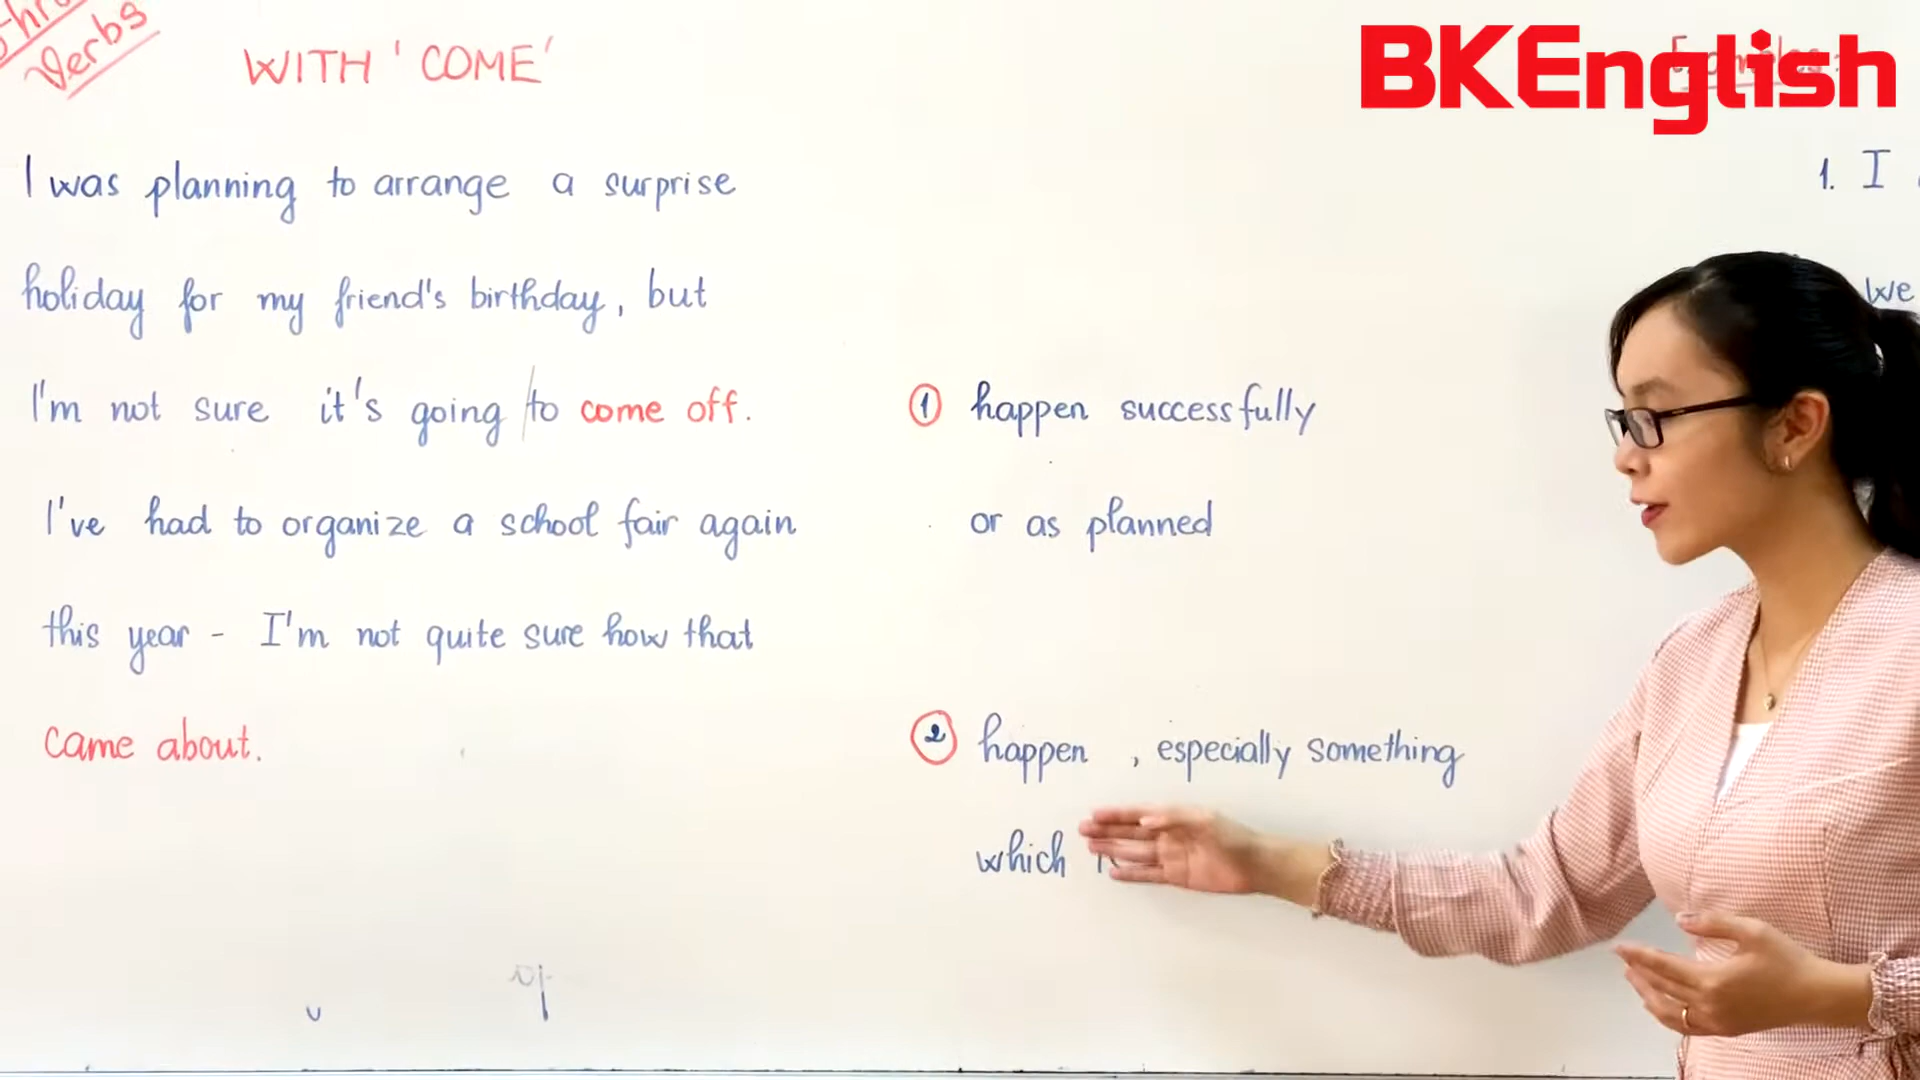 Verbs
WITH 'COME'
BKEnglish
Examples:
I was planning to arrange a surprise
holiday for my friend's birthday, but
I'm not sure it's going to come off.
I've had to organize a school fair again
this year - I'm not quite sure how that
came about.
① happen successfully
or as planned
② happen, especially something
which
1. I
we